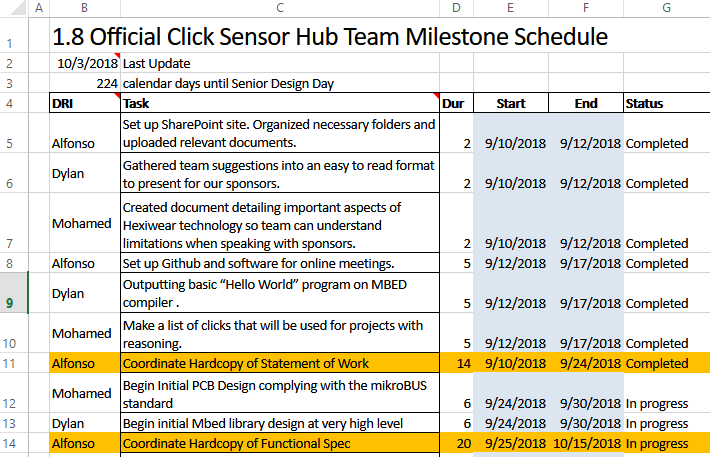 A B C D E F G
1 1.8 Official Click Sensor Hub Team Milestone Schedule
2 10/3/2018 Last Update
3 224 calendar days until Senior Design Day
4 DRI Task Dur Start End Status
Set up SharePoint site. Organized necessary folders and
5 Alfonso uploaded relevant documents. 2 9/10/2018 9/12/2018 Completed
Dylan Gathered team suggestions into an easy to read format
6 to present for our sponsors. 2 9/10/2018 9/12/2018 Completed
Created document detailing important aspects of
Mohamed Hexiwear technology so team can understand
7 limitations when speaking with sponsors. 2 9/10/2018 9/12/2018 Completed
8 Alfonso Set up Github and software for online meetings. 5 9/12/2018 9/17/2018 Completed
Dylan Outputting basic “Hello World” program on MBED
9 compiler . 5 9/12/2018 9/17/2018 Completed
Mohamed Make a list of clicks that will be used for projects with
10 reasoning. 5 9/12/2018 9/17/2018 Completed
11 Alfonso Coordinate Hardcopy of Statement of Work 14 9/10/2018 9/24/2018 Completed
Mohamed Begin Initial PCB Design complying with the mikroBUS
12 standard 6 9/24/2018 9/30/2018 In progress
13 Dylan Begin initial Mbed library design at very high level 6 9/24/2018 9/30/2018 In progress
14 Alfonso Coordinate Hardcopy of Functional Spec 20 9/25/2018 10/15/2018 In progress